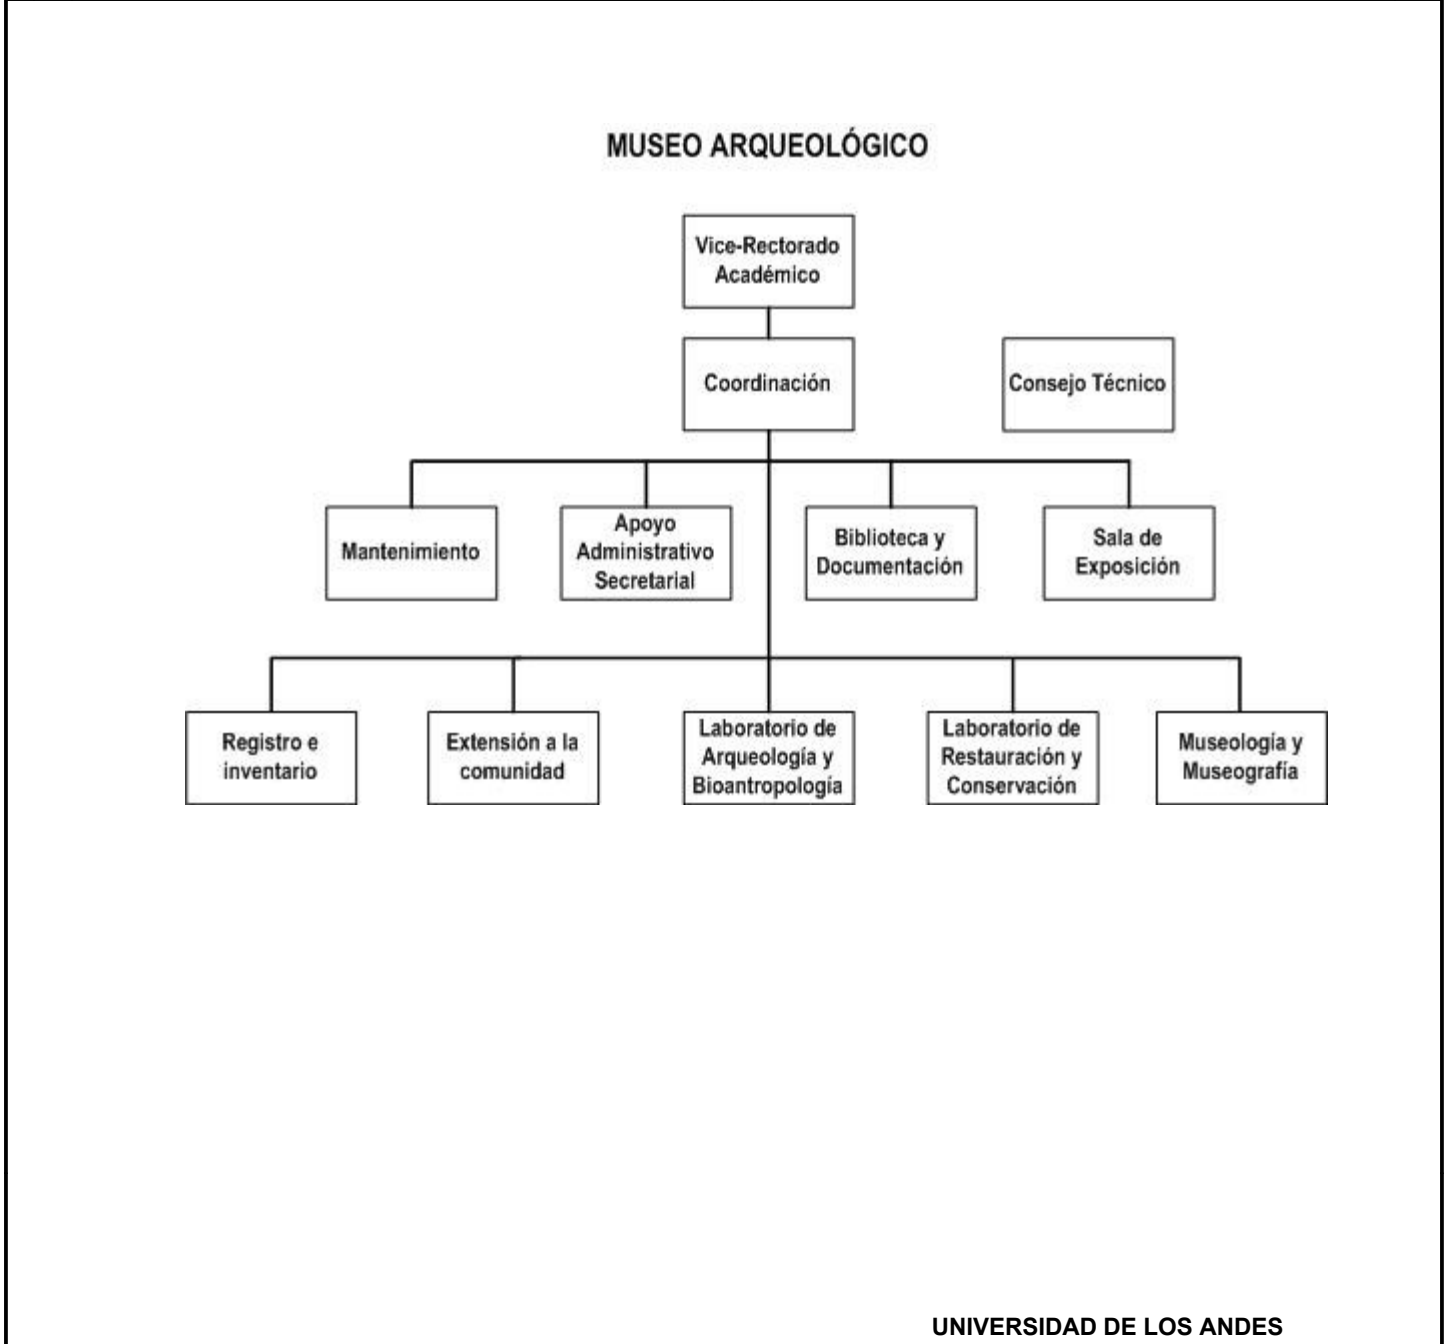 MUSEO ARQUEOLÓGICO
Vice-Rectorado
Académico
Coordinación
Consejo Técnico
Mantenimiento
Apoyo
Administrativo
Secretarial
Biblioteca y
Documentación
Sala de
Exposición
Registro e
inventario
Extensión a la
comunidad
Laboratorio de
Arqueología y
Bioantropología
Laboratorio de
Restauración y
Conservación
Museología y
Museografía
UNIVERSIDAD DE LOS ANDES